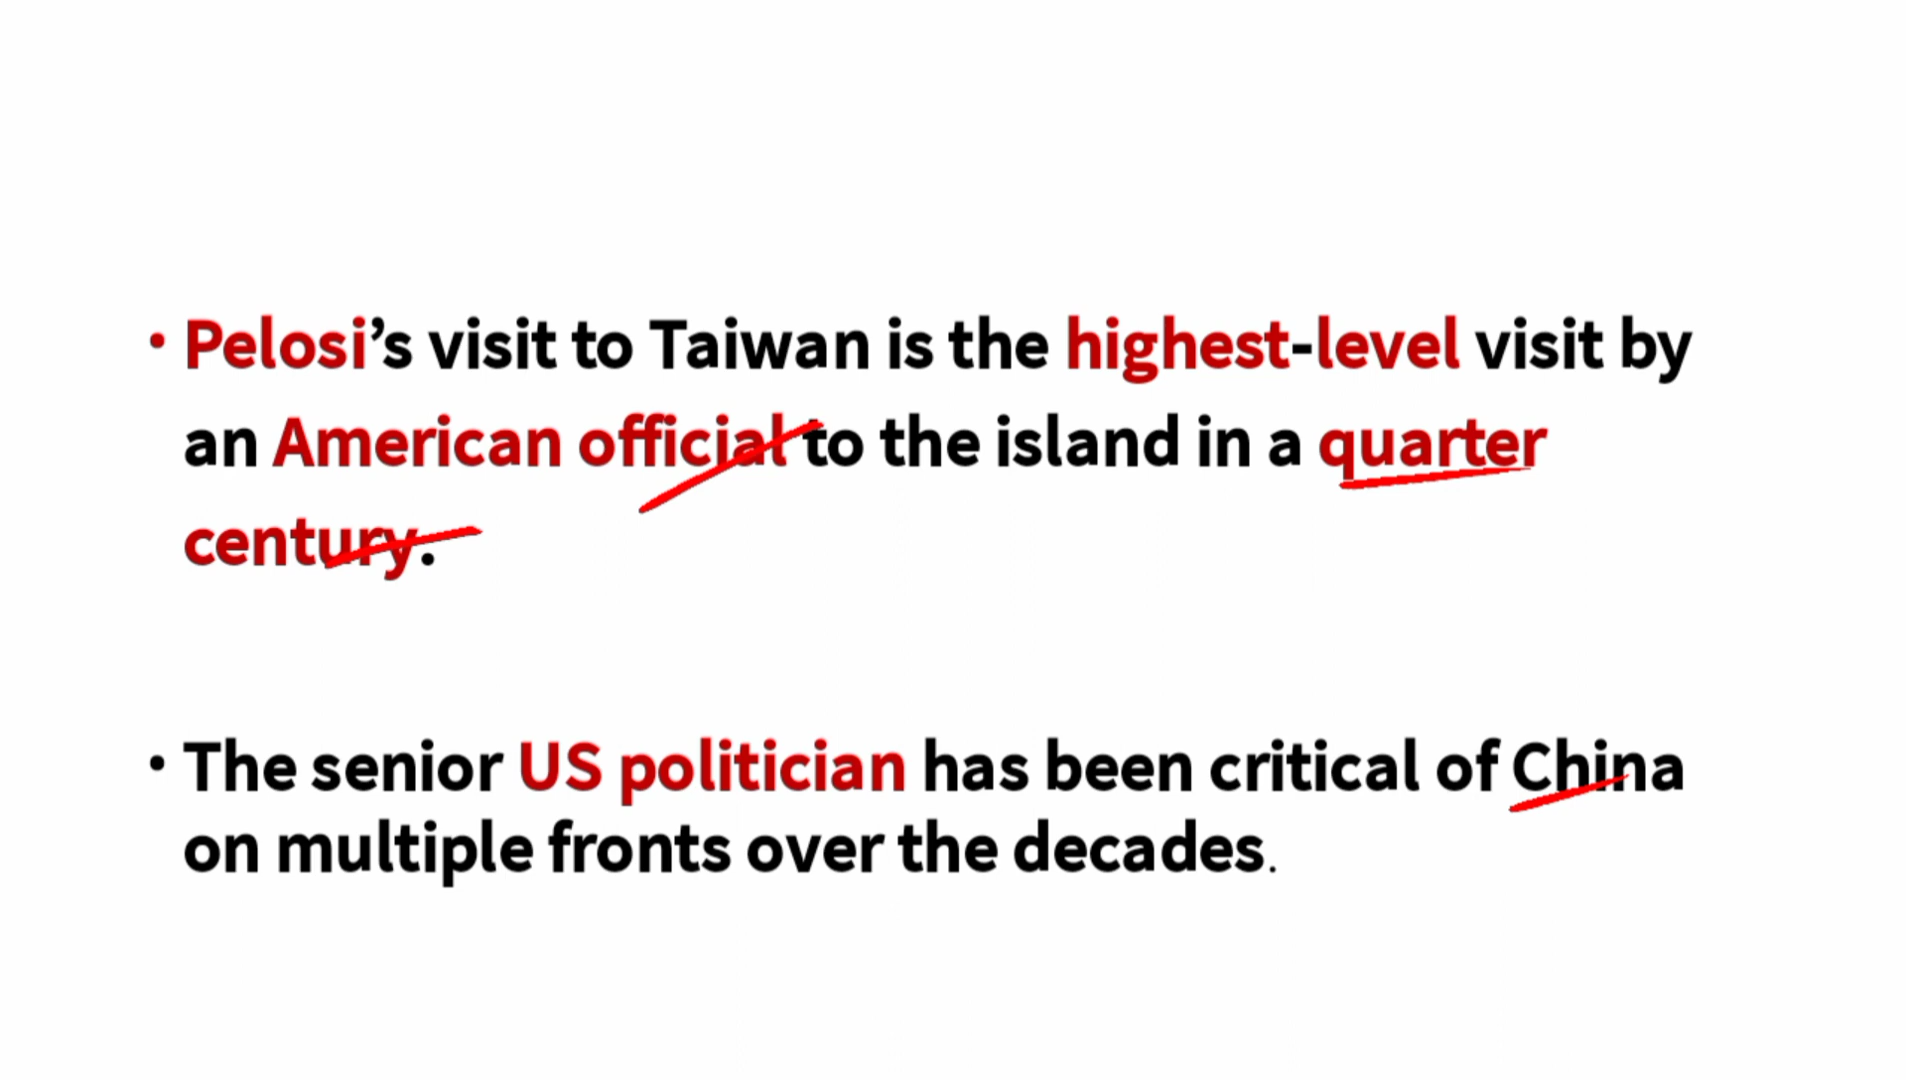 • Pelosi’s visit to Taiwan is the highest-level visit by
an American official to the island in a quarter
century.
• The senior US politician has been critical of China
on multiple fronts over the decades.